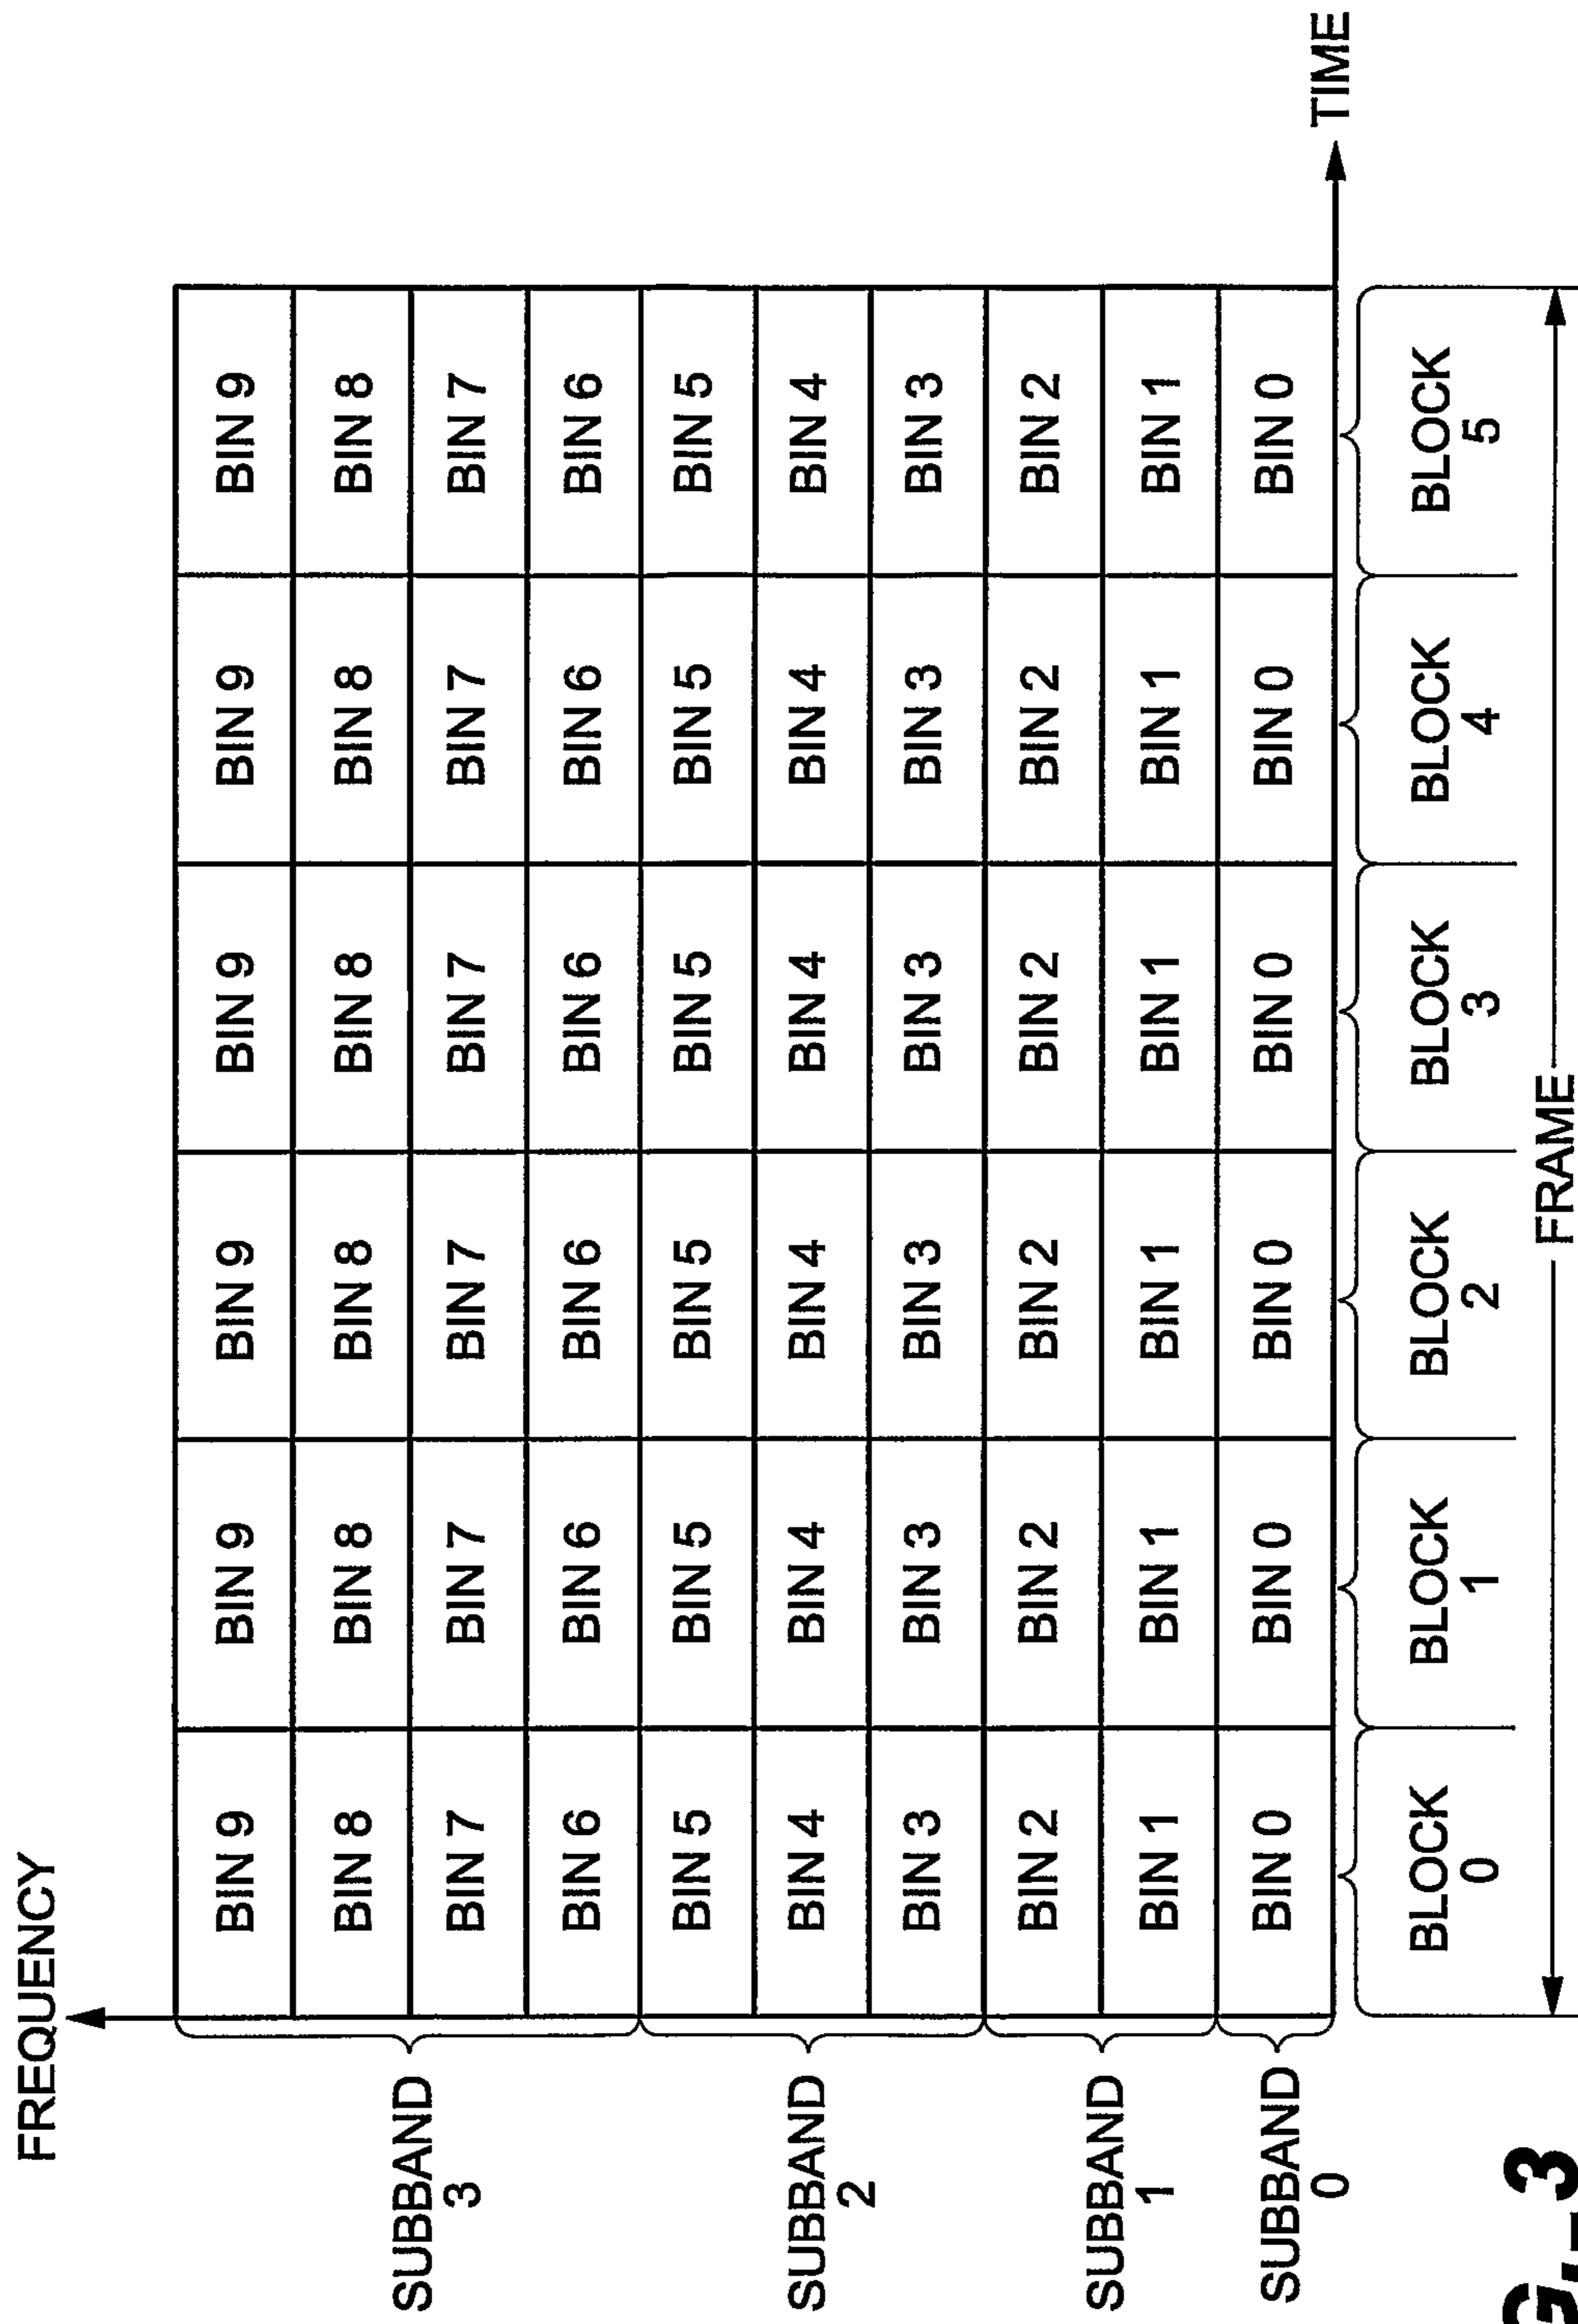 FREQUENCY
SUBBAND
3
BIN 9 BIN 9 BIN 9 BIN 9 BIN 9 BIN 9
BIN 8 BIN 8 BIN 8 BIN 8 BIN 8 BIN 8
BIN 7 BIN 7 BIN 7 BIN 7 BIN 7 BIN 7
BIN 6 BIN 6 BIN 6 BIN 6 BIN 6 BIN 6
SUBBAND
2
BIN 5 BIN 5 BIN 5 BIN 5 BIN 5 BIN 5
BIN 4 BIN 4 BIN 4 BIN 4 BIN 4 BIN 4
BIN 3 BIN 3 BIN 3 BIN 3 BIN 3 BIN 3
SUBBAND
1
BIN 2 BIN 2 BIN 2 BIN 2 BIN 2 BIN 2
BIN 1 BIN 1 BIN 1 BIN 1 BIN 1 BIN 1
SUBBAND
0
BIN 0 BIN 0 BIN 0 BIN 0 BIN 0 BIN 0
TIME
BLOCK BLOCK BLOCK BLOCK BLOCK BLOCK
0 1 2 3 4 5
FRAME
3